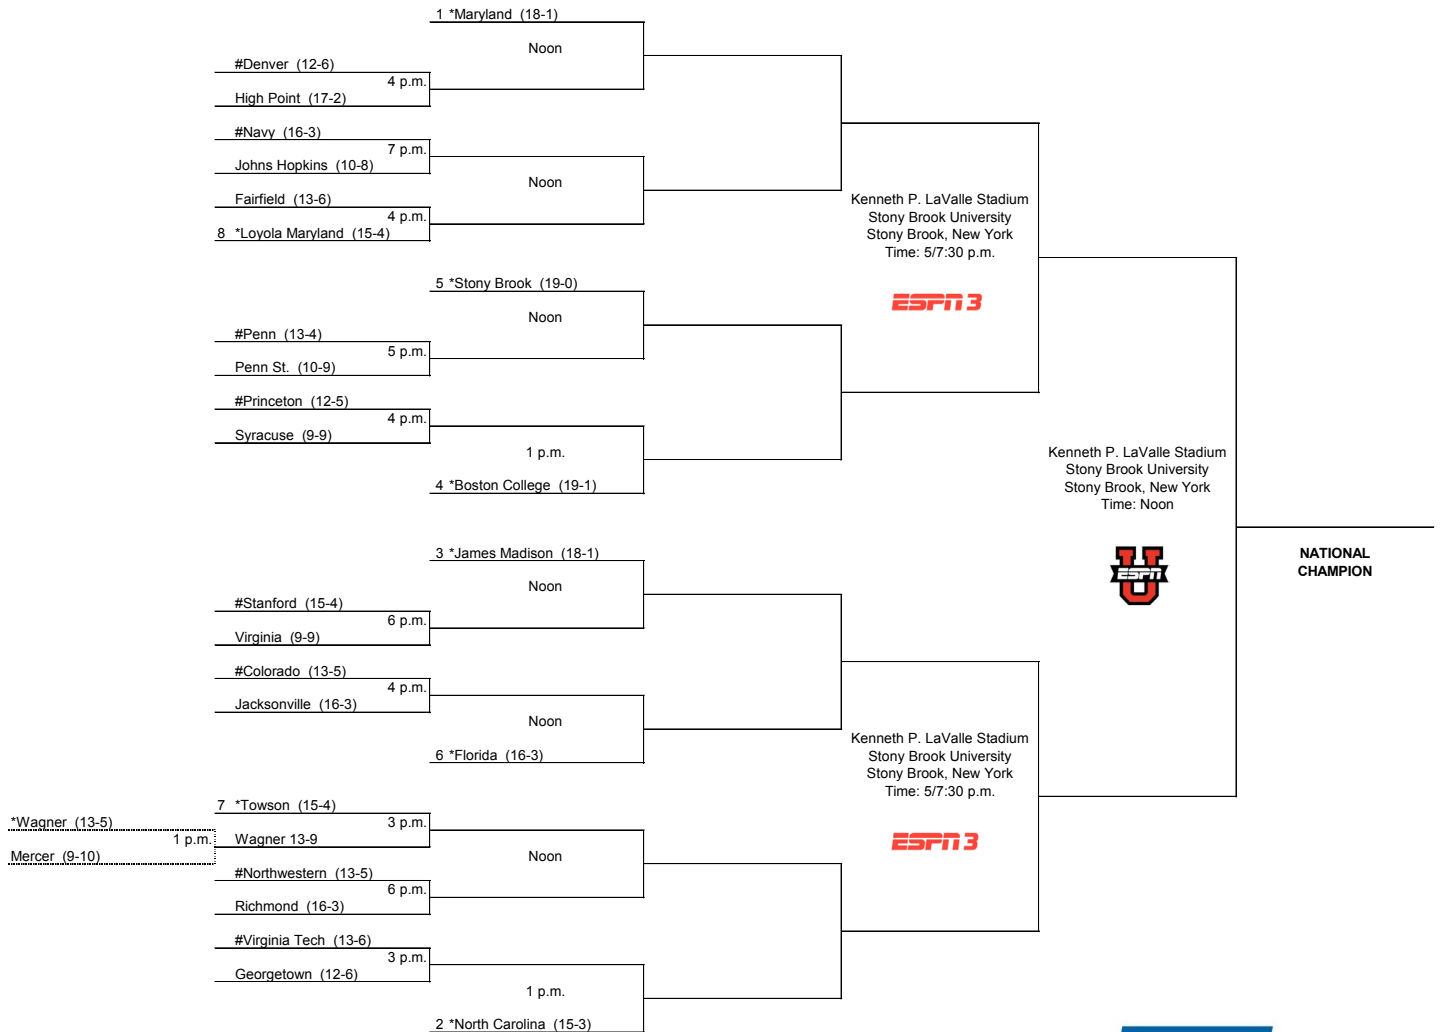 1 *Maryland (18-1)
Noon
#Denver (12-6)
4 p.m.
High Point (17-2)
#Navy (16-3)
7 p.m.
Johns Hopkins (10-8)
Noon
Fairfield (13-6)
4 p.m.
8 *Loyola Maryland (15-4)
Kenneth P. LaValle Stadium
Stony Brook University
Stony Brook, New York
Time: 5/7:30 p.m.
ESPN 3
5 *Stony Brook (19-0)
Noon
#Penn (13-4)
5 p.m.
Penn St. (10-9)
#Princeton (12-5)
4 p.m.
Syracuse (9-9)
1 p.m.
4 *Boston College (19-1)
Kenneth P. LaValle Stadium
Stony Brook University
Stony Brook, New York
Time: Noon
ESPN U
NATIONAL
CHAMPION
3 *James Madison (18-1)
Noon
#Stanford (15-4)
6 p.m.
Virginia (9-9)
#Colorado (13-5)
4 p.m.
Jacksonville (16-3)
Noon
6 *Florida (16-3)
Kenneth P. LaValle Stadium
Stony Brook University
Stony Brook, New York
Time: 5/7:30 p.m.
ESPN 3
7 *Towson (15-4)
3 p.m.
*Wagner (13-5)
1 p.m.
Mercer (9-10)
Wagner 13-9
Noon
#Northwestern (13-5)
6 p.m.
Richmond (16-3)
#Virginia Tech (13-6)
3 p.m.
Georgetown (12-6)
1 p.m.
2 *North Carolina (15-3)